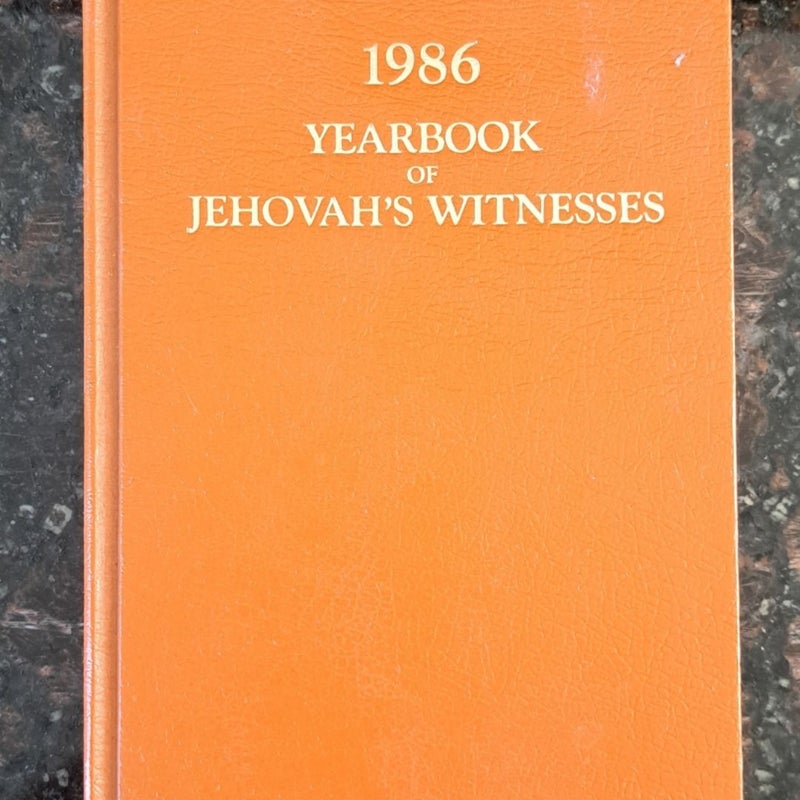 1986
YEARBOOK
OF
JEHOVAH'S WITNESSES